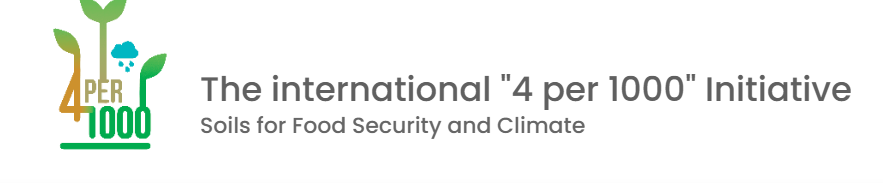 4 PER
1000
The international "4 per 1000" Initiative
Soils for Food Security and Climate